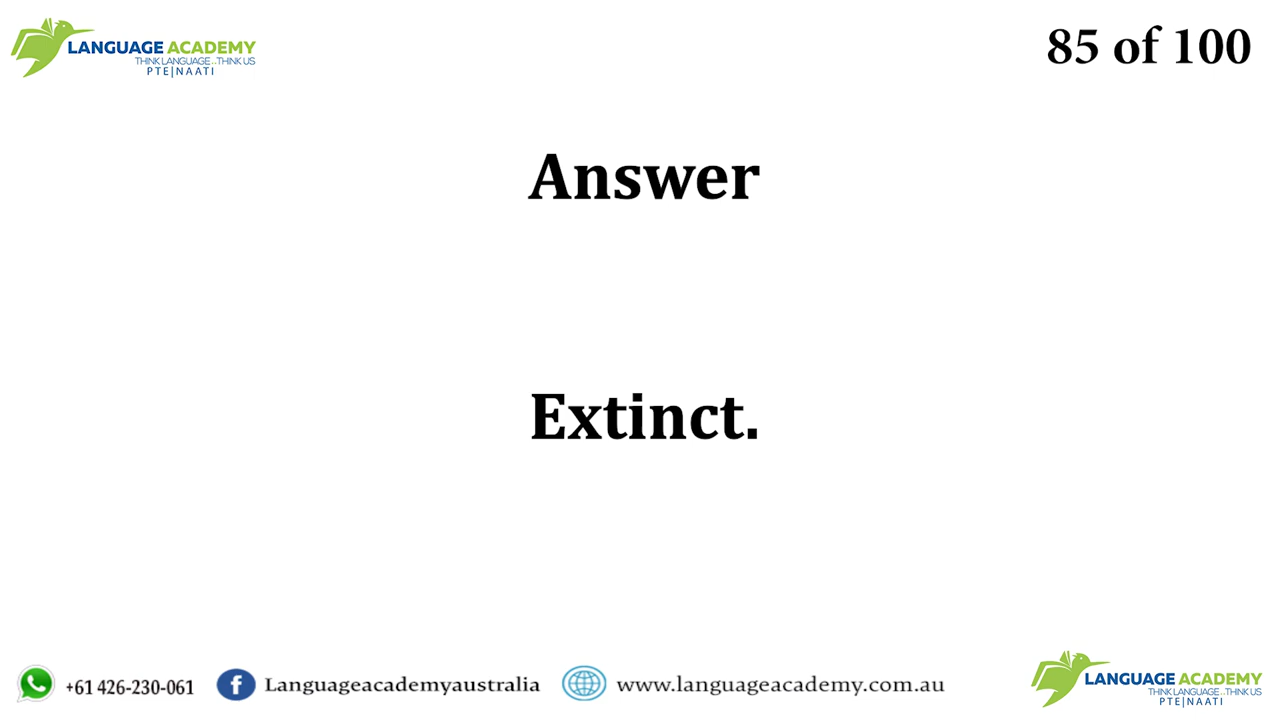 LANGUAGE ACADEMY
THINK LANGUAGE..THINK US
PTE|NAATI
85 of 100
Answer
Extinct.
+61 426-230-061
Languageacademyaustralia
www.languageacademy.com.au
LANGUAGE ACADEMY
THINK LANGUAGE..THINK US
PTE|NAATI